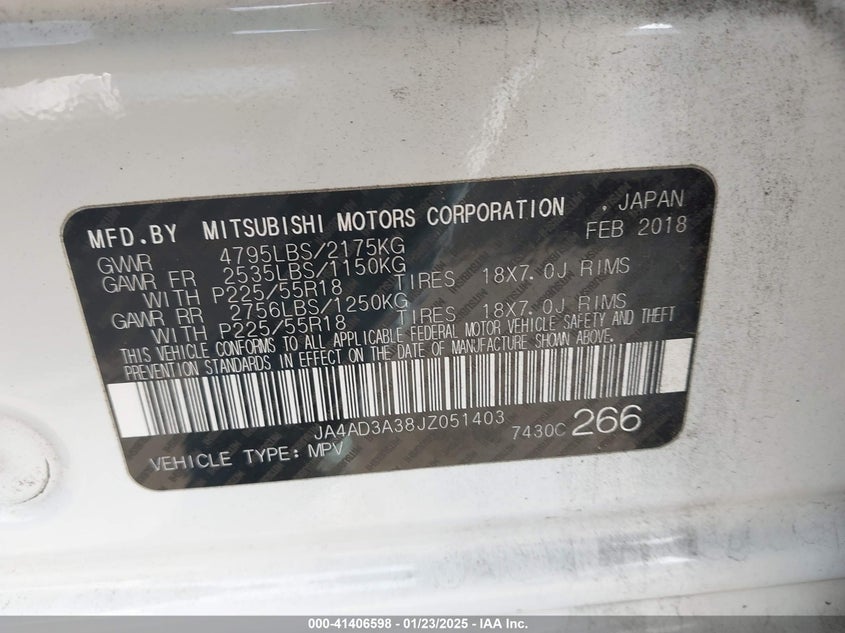 MFD.BY MITSUBISHI MOTORS CORPORATION , JAPAN
FEB 2018
GVWR 4795LBS/2175KG
GAWR FR 2535LBS/1150KG
WITH P225/55R18 TIRES 18X7.0J RIMS
GAWR RR 2756LBS/1250KG
WITH P225/55R18 TIRES 18X7.0J RIMS
THIS VEHICLE CONFORMS TO ALL APPLICABLE FEDERAL MOTOR VEHICLE SAFETY AND THEFT
PREVENTION STANDARDS IN EFFECT ON THE DATE OF MANUFACTURE SHOWN ABOVE.
JA4AD3A38JZ051403
7430C 266
VEHICLE TYPE: MPV
000-41406598 - 01/23/2025 - IAA Inc.